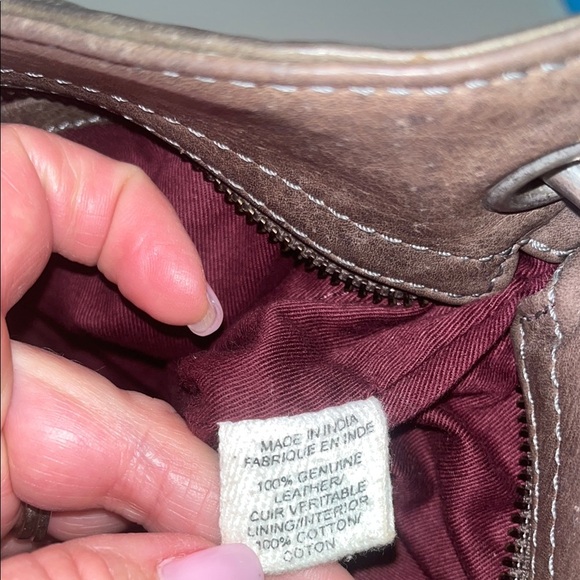 MADE IN INDIA
FABRIQUE EN INDE
100% GENUINE
LEATHER/
CUIR VERITABLE
LINING/INTERIOR
100% COTTON/
COTON